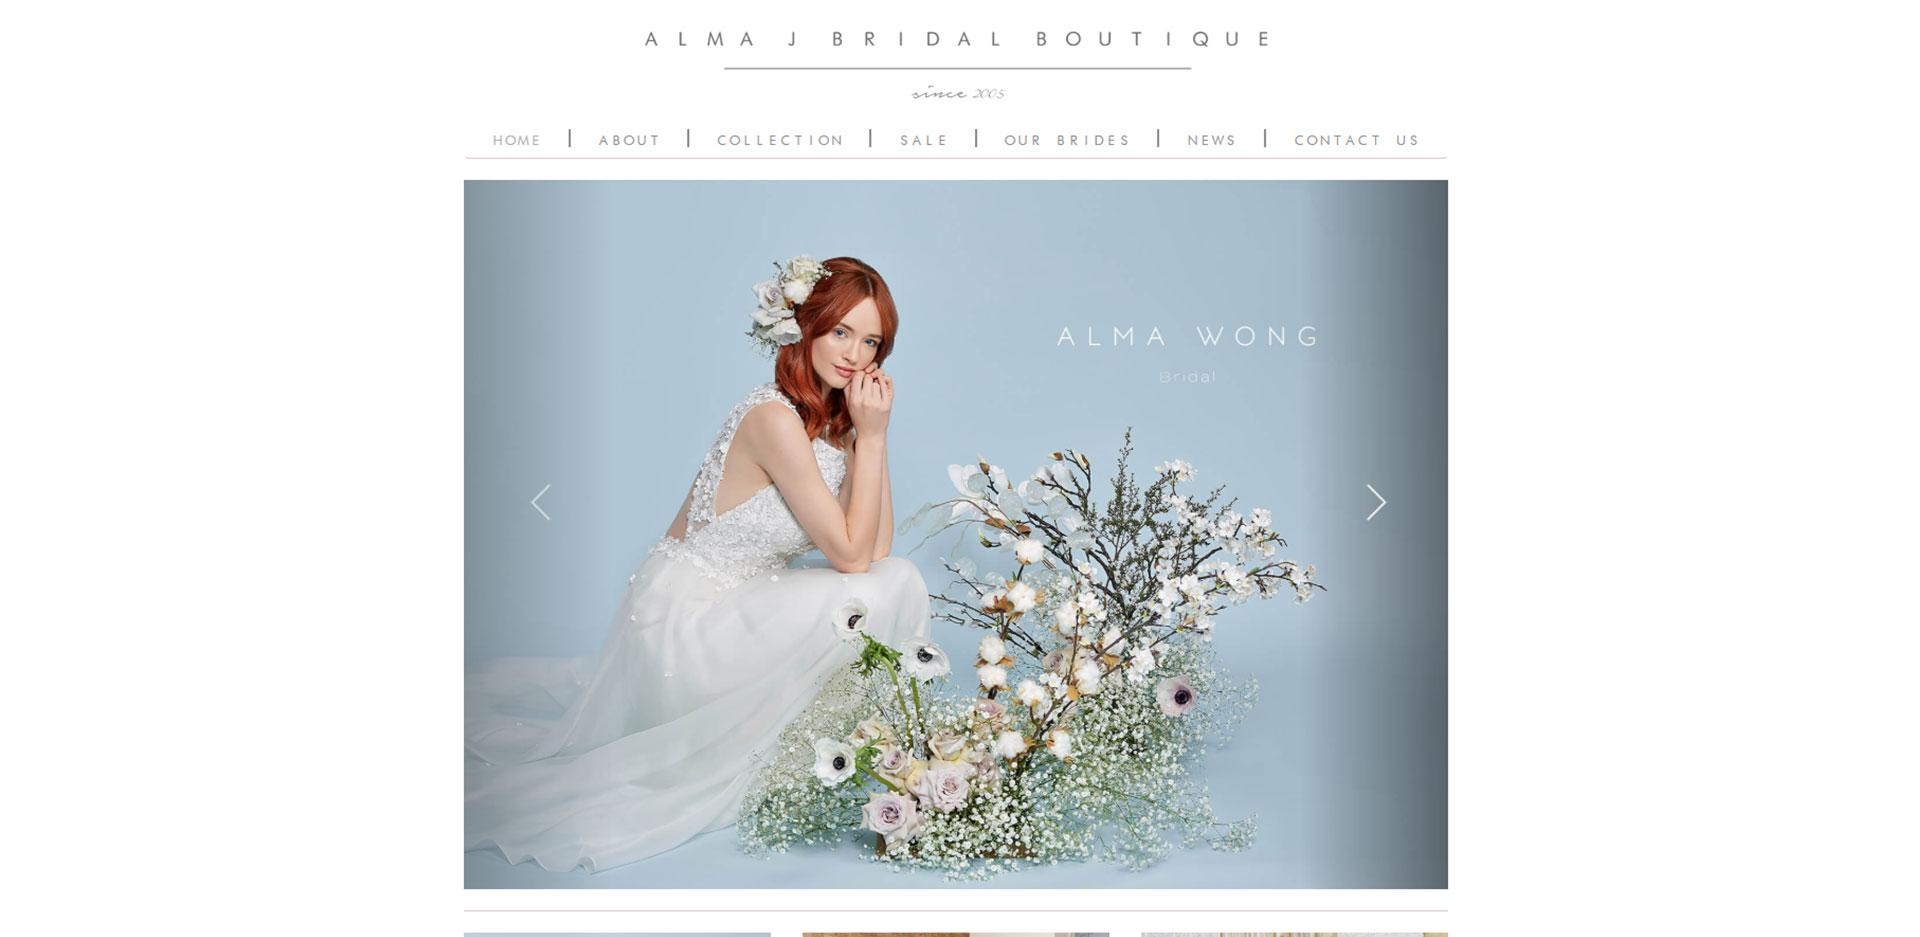 ALMA J BRIDAL BOUTIQUE
since 2005
HOME | ABOUT | COLLECTION | SALE | OUR BRIDES | NEWS | CONTACT US
ALMA WONG
Bridal